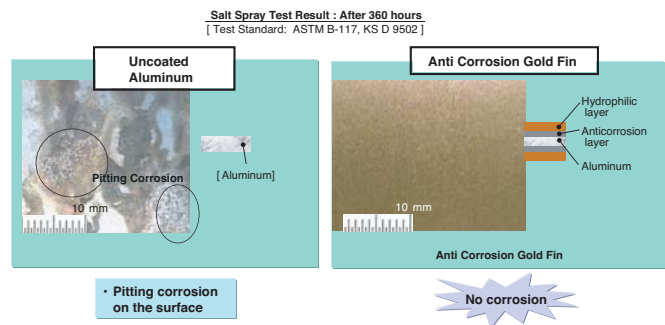 Salt Spray Test Result : After 360 hours
[ Test Standard: ASTM B-117, KS D 9502 ]
Uncoated
Aluminum
Pitting Corrosion
[ Aluminum]
10 mm
• Pitting corrosion
on the surface
Anti Corrosion Gold Fin
Hydrophilic
layer
Anticorrosion
layer
Aluminum
10 mm
Anti Corrosion Gold Fin
No corrosion